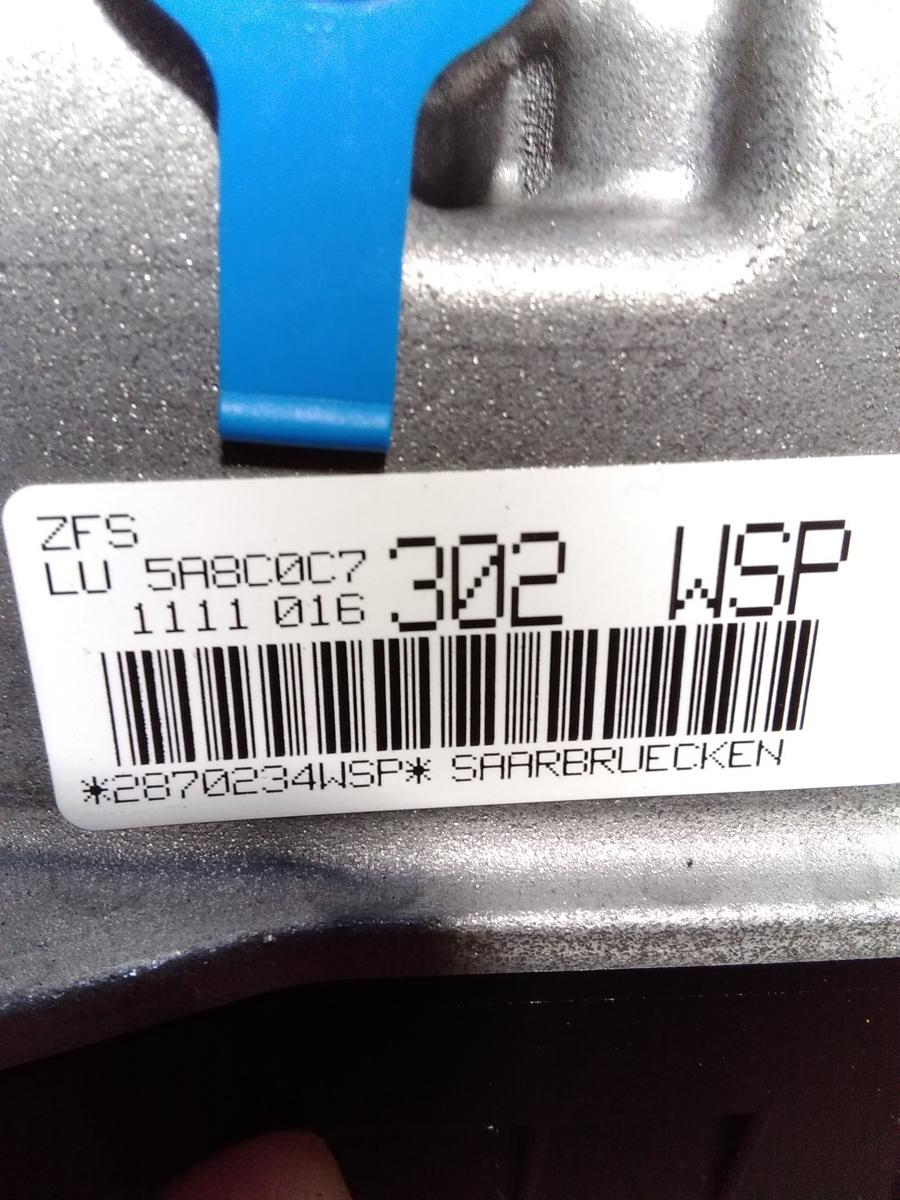 ZFS
LU 5A8C0C7 302 WSP
1111 016
*2870234WSP* SAARBRUECKEN